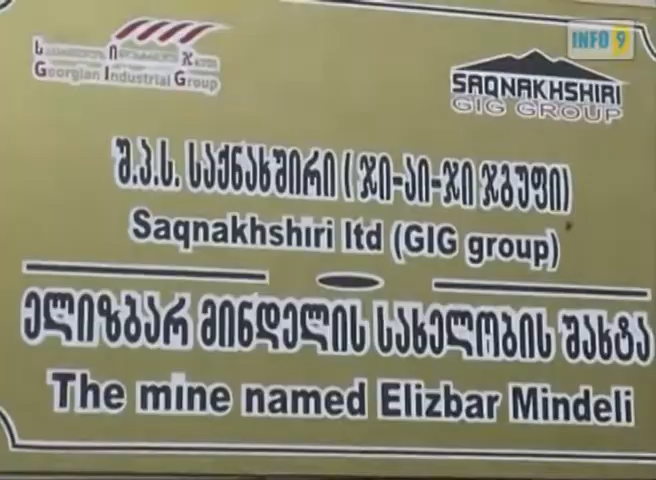 INFO 9
Georgian Industrial Group
SAQNAKHSHIRI
GIG GROUP
შ.პ.ს. საქნახშირი (ჯი-აი-ჯი ჯგუფი)
Saqnakhshiri ltd (GIG group)
ელიზბარ მინდელის სახელობის შახტა
The mine named Elizbar Mindeli